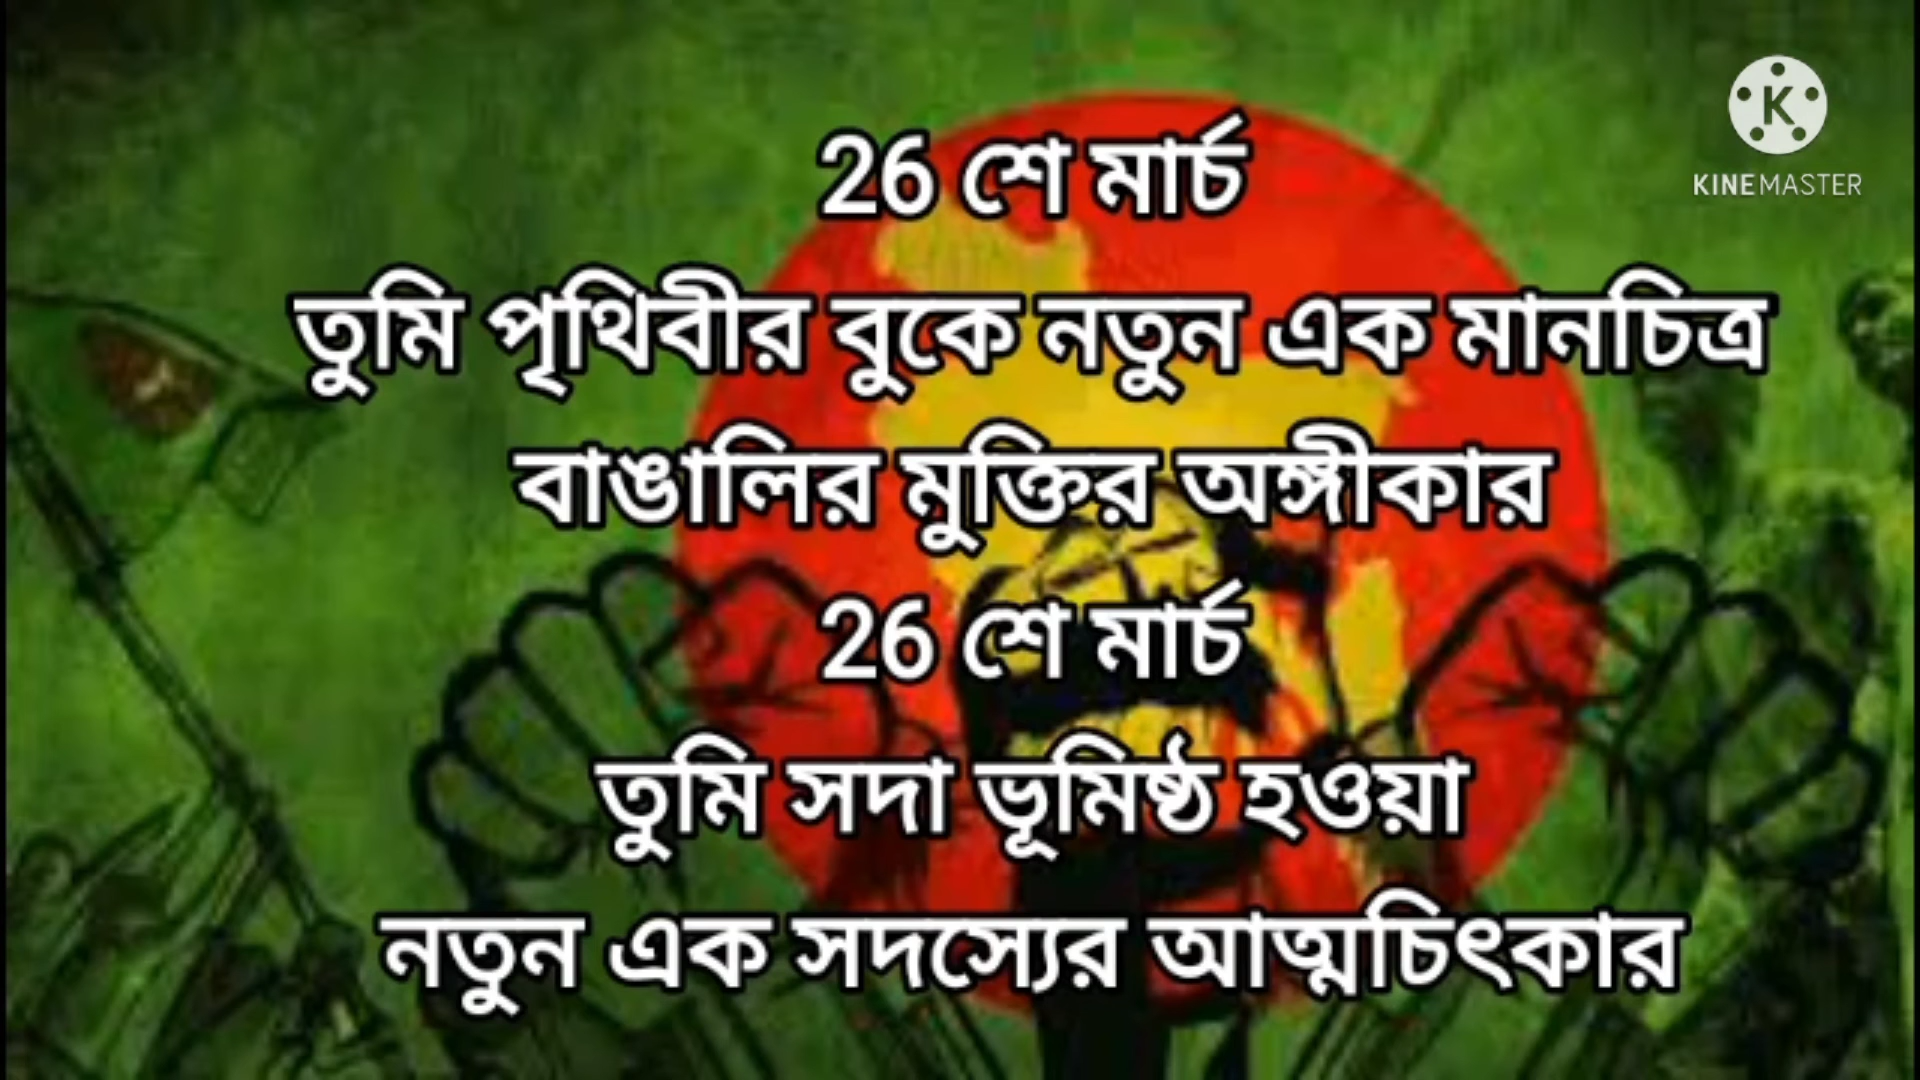 26 শে মার্চ
তুমি পৃথিবীর বুকে নতুন এক মানচিত্র
বাঙালির মুক্তির অঙ্গীকার
26 শে মার্চ
তুমি সদা ভূমিষ্ঠ হওয়া
নতুন এক সদস্যের আত্মচিৎকার
K
KINEMASTER